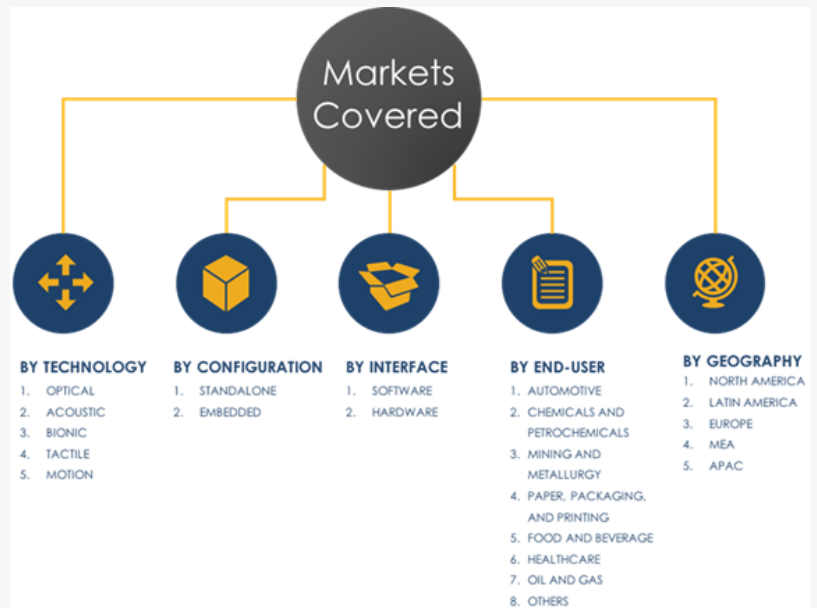 Markets
Covered
BY TECHNOLOGY
1. OPTICAL
2. ACOUSTIC
3. BIONIC
4. TACTILE
5. MOTION
BY CONFIGURATION
1. STANDALONE
2. EMBEDDED
BY INTERFACE
1. SOFTWARE
2. HARDWARE
BY END-USER
1. AUTOMOTIVE
2. CHEMICALS AND
PETROCHEMICALS
3. MINING AND
METALLURGY
4. PAPER, PACKAGING,
AND PRINTING
5. FOOD AND BEVERAGE
6. HEALTHCARE
7. OIL AND GAS
8. OTHERS
BY GEOGRAPHY
1. NORTH AMERICA
2. LATIN AMERICA
3. EUROPE
4. MEA
5. APAC